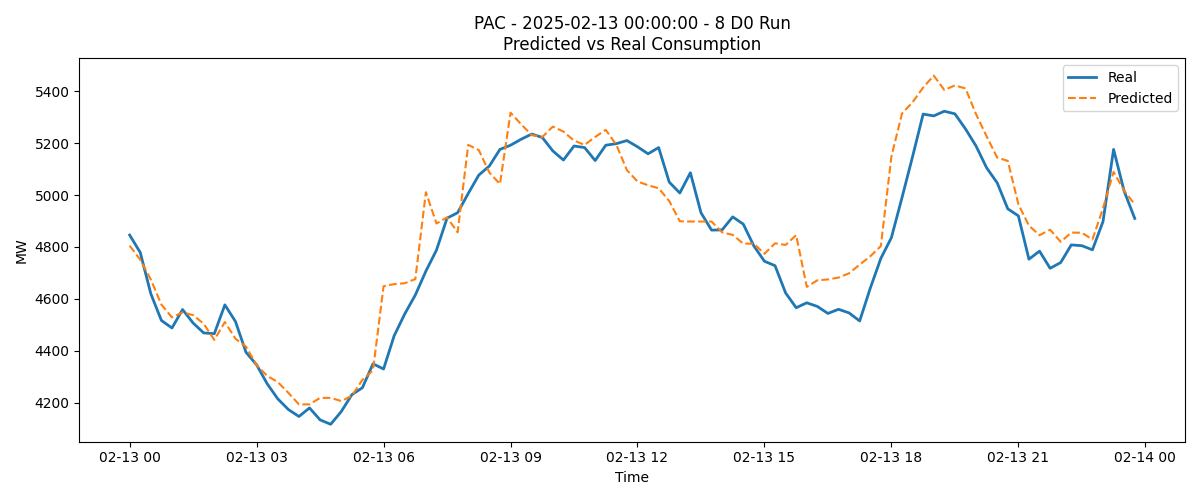 PAC - 2025-02-13 00:00:00 - 8 D0 Run
Predicted vs Real Consumption
Real
Predicted
MW
5400
5200
5000
4800
4600
4400
4200
02-13 00
02-13 03
02-13 06
02-13 09
02-13 12
02-13 15
02-13 18
02-13 21
02-14 00
Time